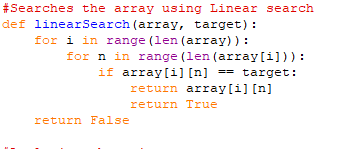 #Searches the array using Linear search
def linearSearch(array, target):
    for i in range(len(array)):
        for n in range(len(array[i])):
            if array[i][n] == target:
                return array[i][n]
                return True
    return False